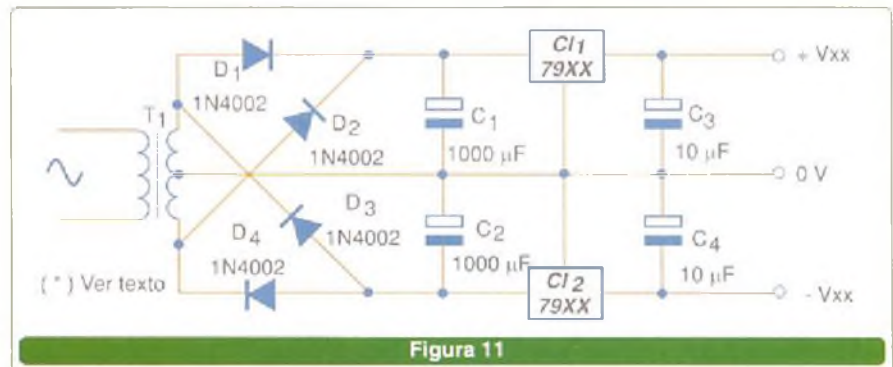 D1
1N4002
T1
D2
1N4002
D3
1N4002
D4
1N4002
( * ) Ver texto
C1
1000 µF
C2
1000 µF
CI1
79XX
CI2
79XX
C3
10 µF
C4
10 µF
+ Vxx
0 V
- Vxx
Figura 11